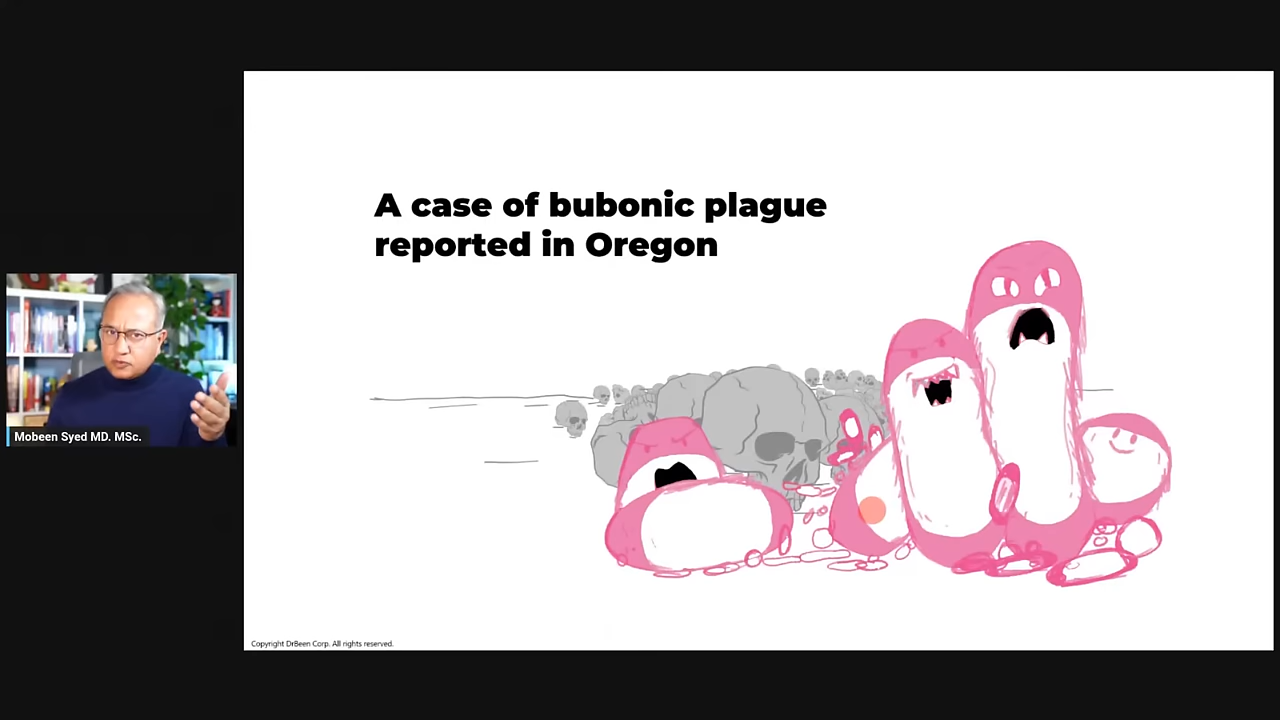 A case of bubonic plague
reported in Oregon
Mobeen Syed MD. MSc.
Copyright DrBeen Corp. All rights reserved.